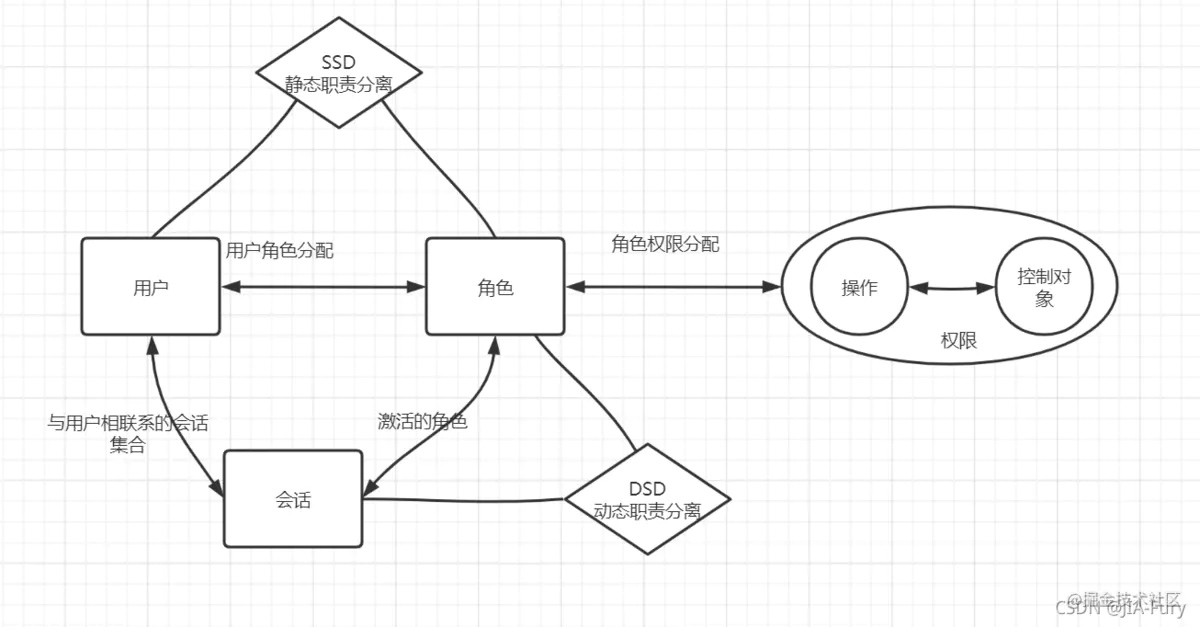 SSD
静态职责分离
用户角色分配
角色权限分配
用户
角色
操作
控制对
象
权限
与用户相联系的会话
集合
激活的角色
会话
DSD
动态职责分离
@掘金技术社区
CSDN @JIA-Fury